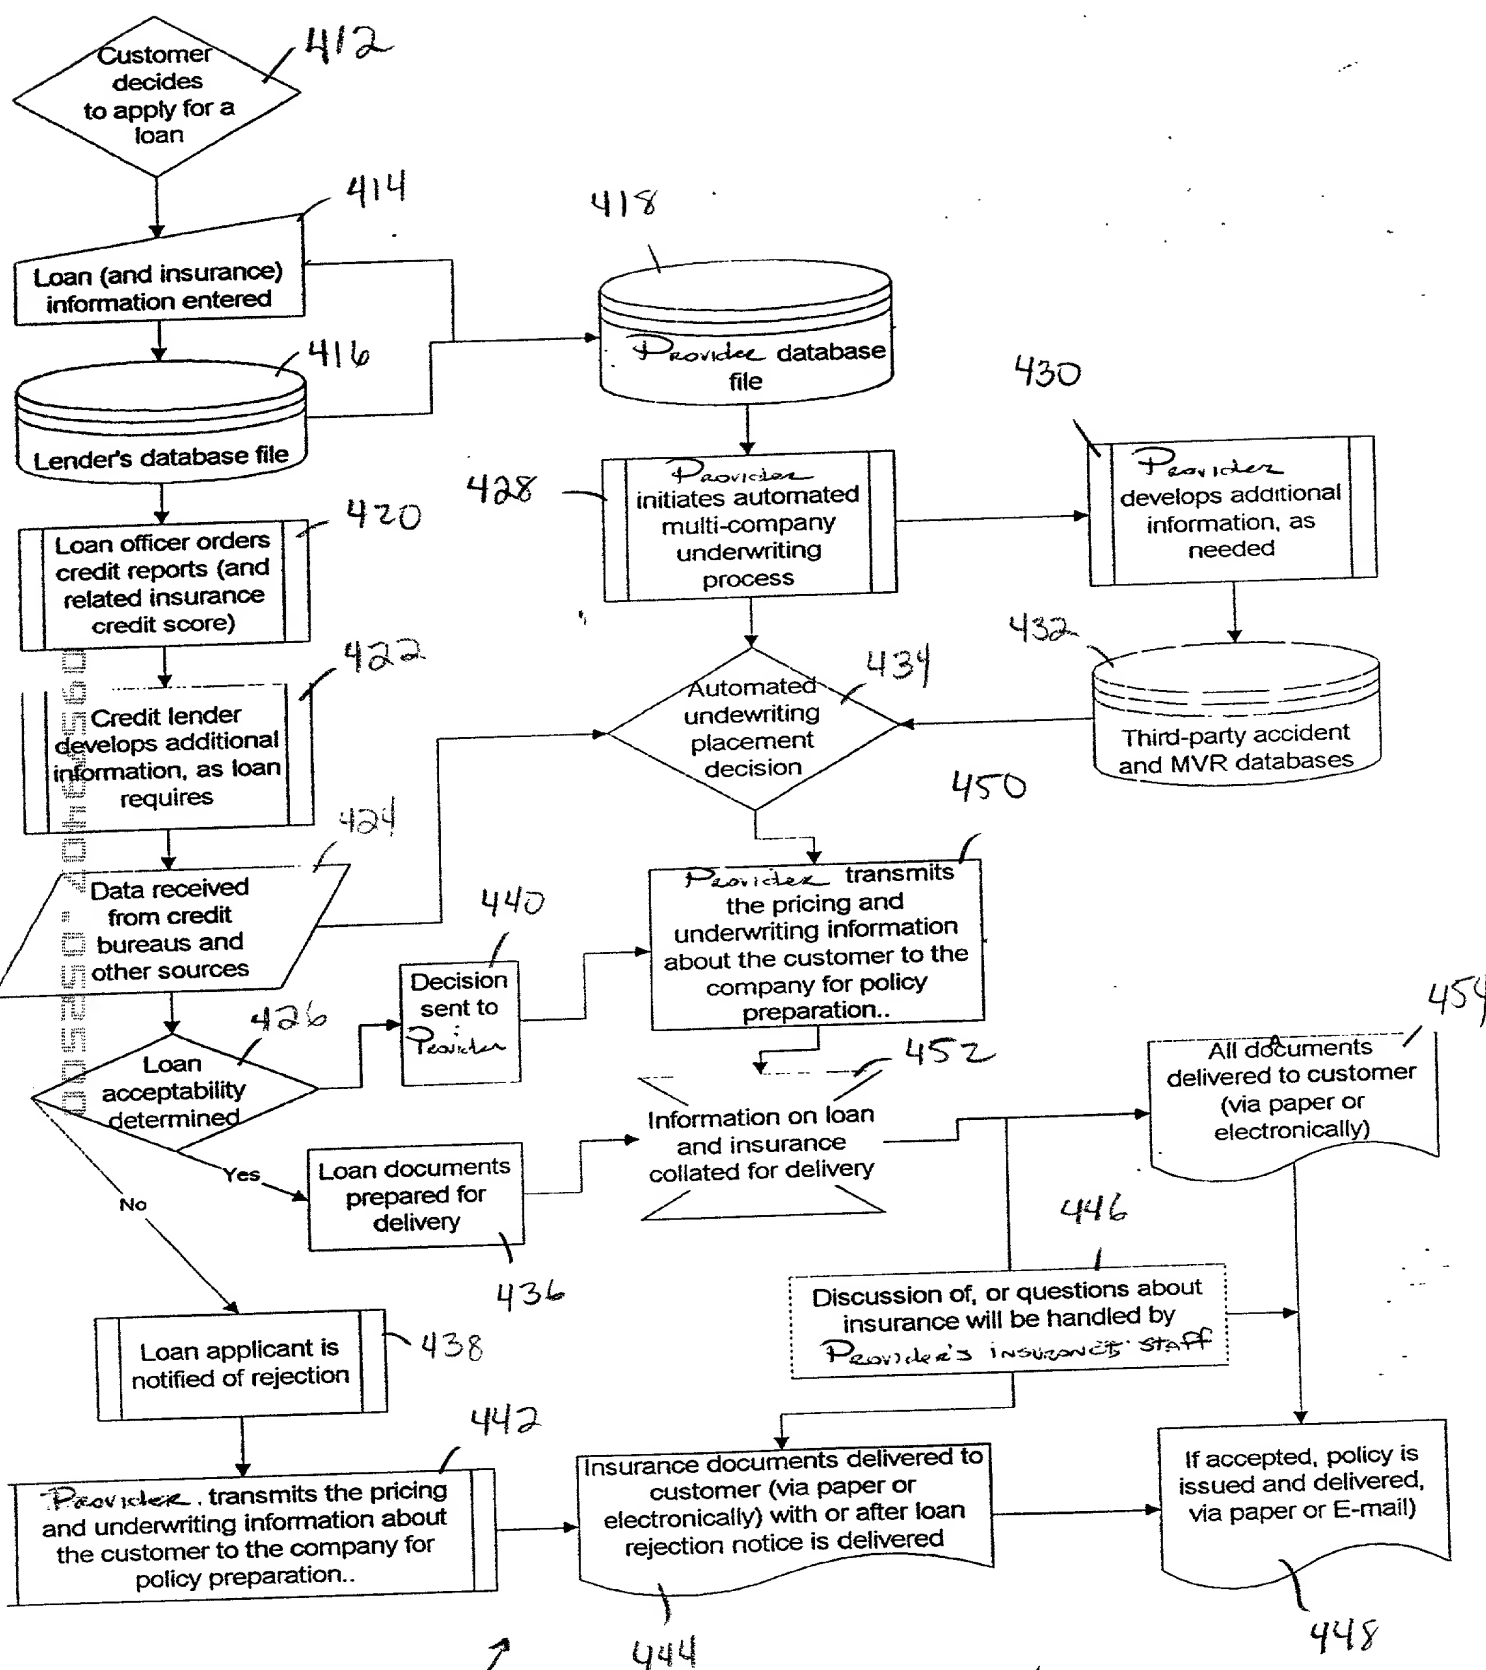 Customer
decides
to apply for a
loan
412
Loan (and insurance)
information entered
414
Lender's database file
416
Provider database
file
418
Loan officer orders
credit reports (and
related insurance
credit score)
420
Credit lender
develops additional
information, as loan
requires
422
Data received
from credit
bureaus and
other sources
424
Loan
acceptability
determined
426
Provider
initiates automated
multi-company
underwriting
process
428
Provider
develops additional
information, as
needed
430
Third-party accident
and MVR databases
432
Automated
undewriting
placement
decision
434
Decision
sent to
Provider
440
Provider transmits
the pricing and
underwriting information
about the customer to the
company for policy
preparation..
450
Yes
No
Loan documents
prepared for
delivery
436
Information on loan
and insurance
collated for delivery
452
All documents
delivered to customer
(via paper or
electronically)
454
Discussion of, or questions about
insurance will be handled by
Provider's insurance staff
446
Loan applicant is
notified of rejection
438
Provider. transmits the pricing
and underwriting information about
the customer to the company for
policy preparation..
442
Insurance documents delivered to
customer (via paper or
electronically) with or after loan
rejection notice is delivered
444
If accepted, policy is
issued and delivered,
via paper or E-mail)
448